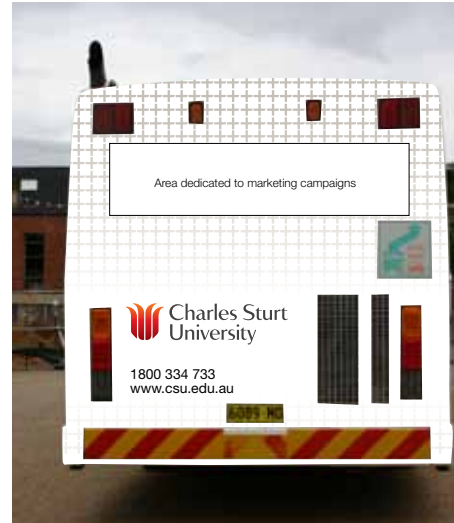 Area dedicated to marketing campaigns
Charles Sturt
University
1800 334 733
www.csu.edu.au